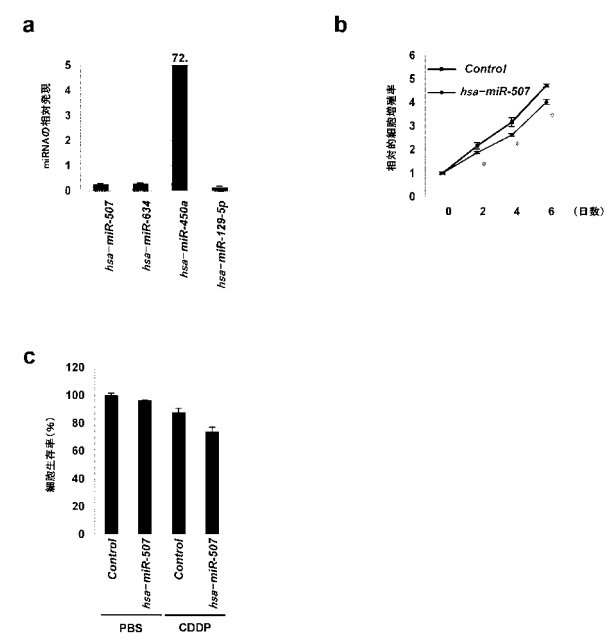 a
72.
5
4
3
2
1
0
miRNAの相対発現
hsa-miR-507
hsa-miR-634
hsa-miR-450a
hsa-miR-129-5p
b
6
5
4
3
2
1
0
相対的細胞増殖率
Control
hsa-miR-507
*
*
*
0 2 4 6 (日数)
c
120
100
80
60
40
20
0
細胞生存率(%)
Control
hsa-miR-507
Control
hsa-miR-507
PBS CDDP